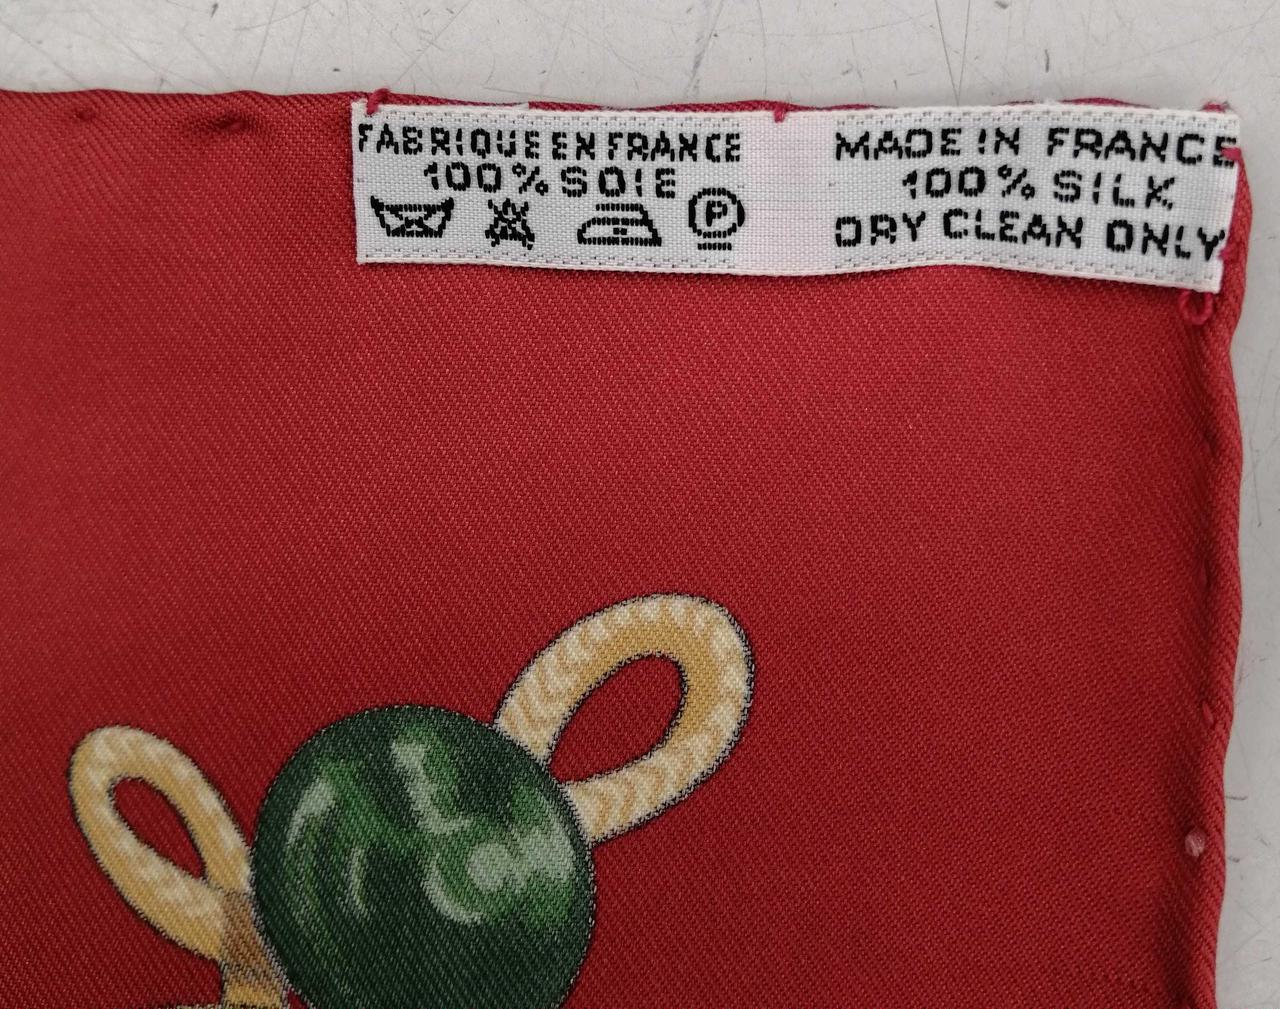 FABRIQUE EN FRANCE
100% SOIE
P
MADE IN FRANCE
100% SILK
DRY CLEAN ONLY